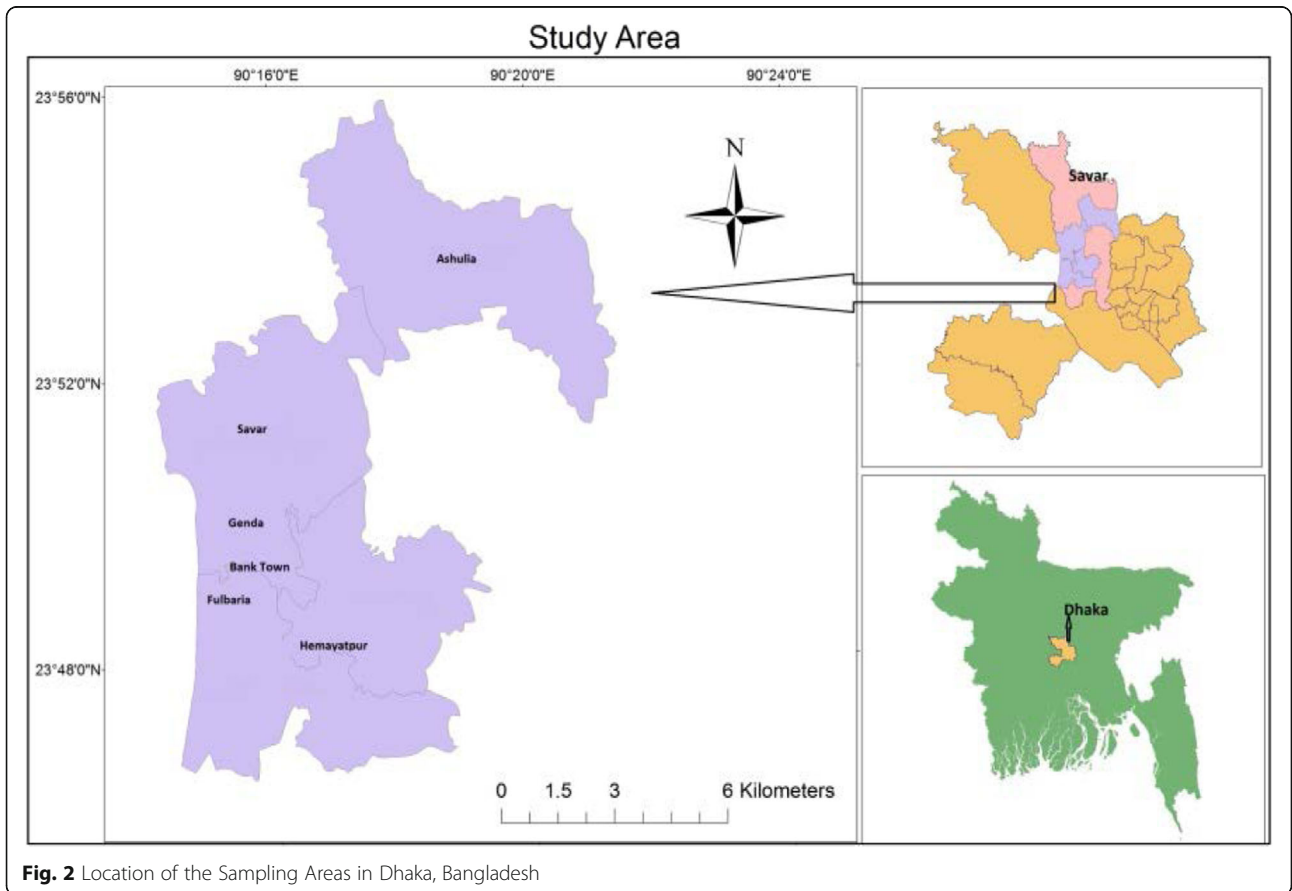 Study Area
90°16'0"E 90°20'0"E 90°24'0"E
23°56'0"N
N
Savar
Ashulia
23°52'0"N
Savar
Genda
Bank Town
Fulbaria
Dhaka
Hemayatpur
23°48'0"N
0 1.5 3 6 Kilometers
Fig. 2 Location of the Sampling Areas in Dhaka, Bangladesh